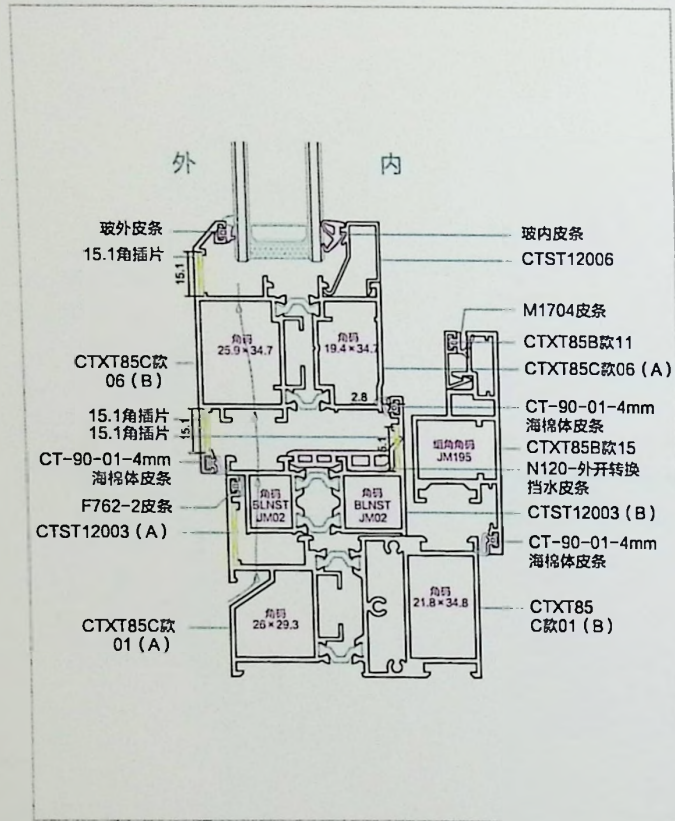 外 内
玻外皮条
15.1角插片
15.1
CTXT85C款
06（B）
15.1角插片
15.1角插片
15.1
CT-90-01-4mm
海棉体皮条
F762-2皮条
CTST12003（A）
CTXT85C款
01（A）
角码
25.9×34.7
角码
19.4×34.7
2.8
组角角码
JM195
角码
BLNST
JM02
角码
BLNST
JM02
角码
26×29.3
角码
21.8×34.8
玻内皮条
CTST12006
M1704皮条
CTXT85B款11
CTXT85C款06（A）
CT-90-01-4mm
海棉体皮条
CTXT85B款15
N120-外开转换
挡水皮条
CTST12003（B）
CT-90-01-4mm
海棉体皮条
CTXT85
C款01（B）